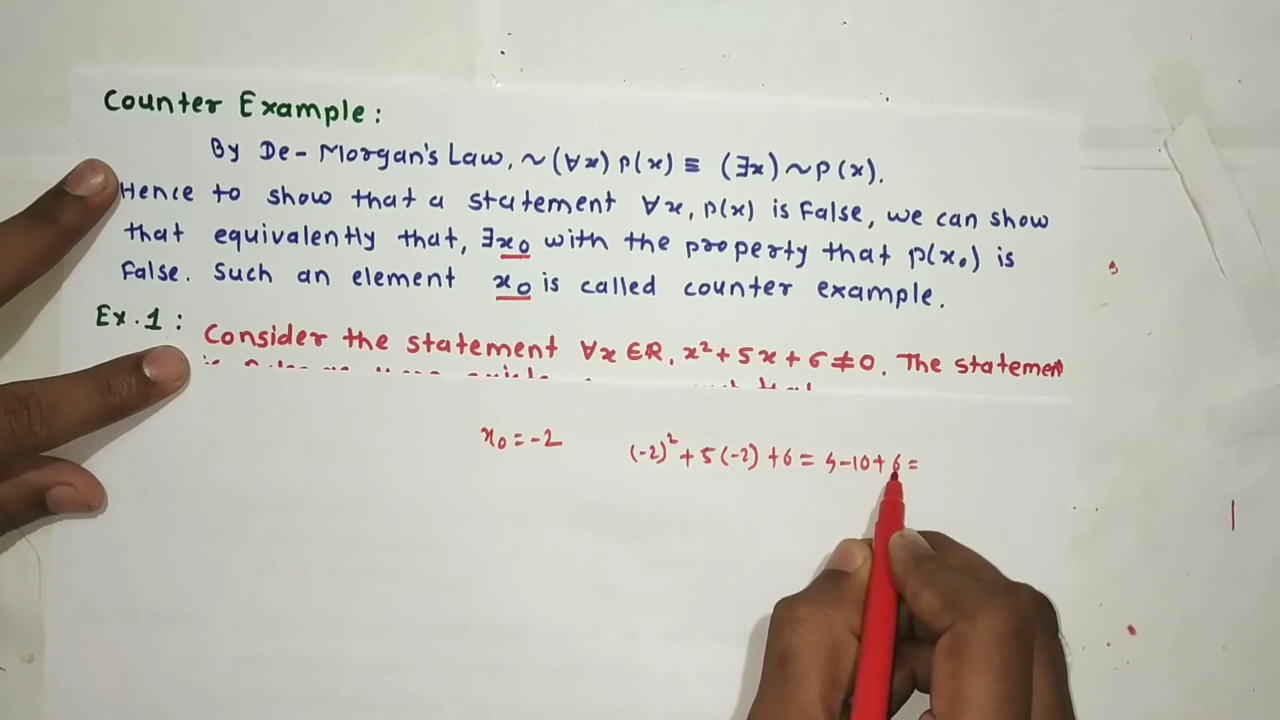 Counter Example:
By De-Morgan's Law, ~(∀x) P(x) ≡ (∃x) ~P(x).
Hence to show that a statement ∀x, P(x) is False, we can show
that equivalently that, ∃x₀ with the property that P(x₀) is
False. Such an element x₀ is called counter example.
Ex.1: Consider the statement ∀x ∈ R, x² + 5x + 6 ≠ 0. The statement
x₀ = -2 (-2)² + 5(-2) + 6 = 4-10+6 =